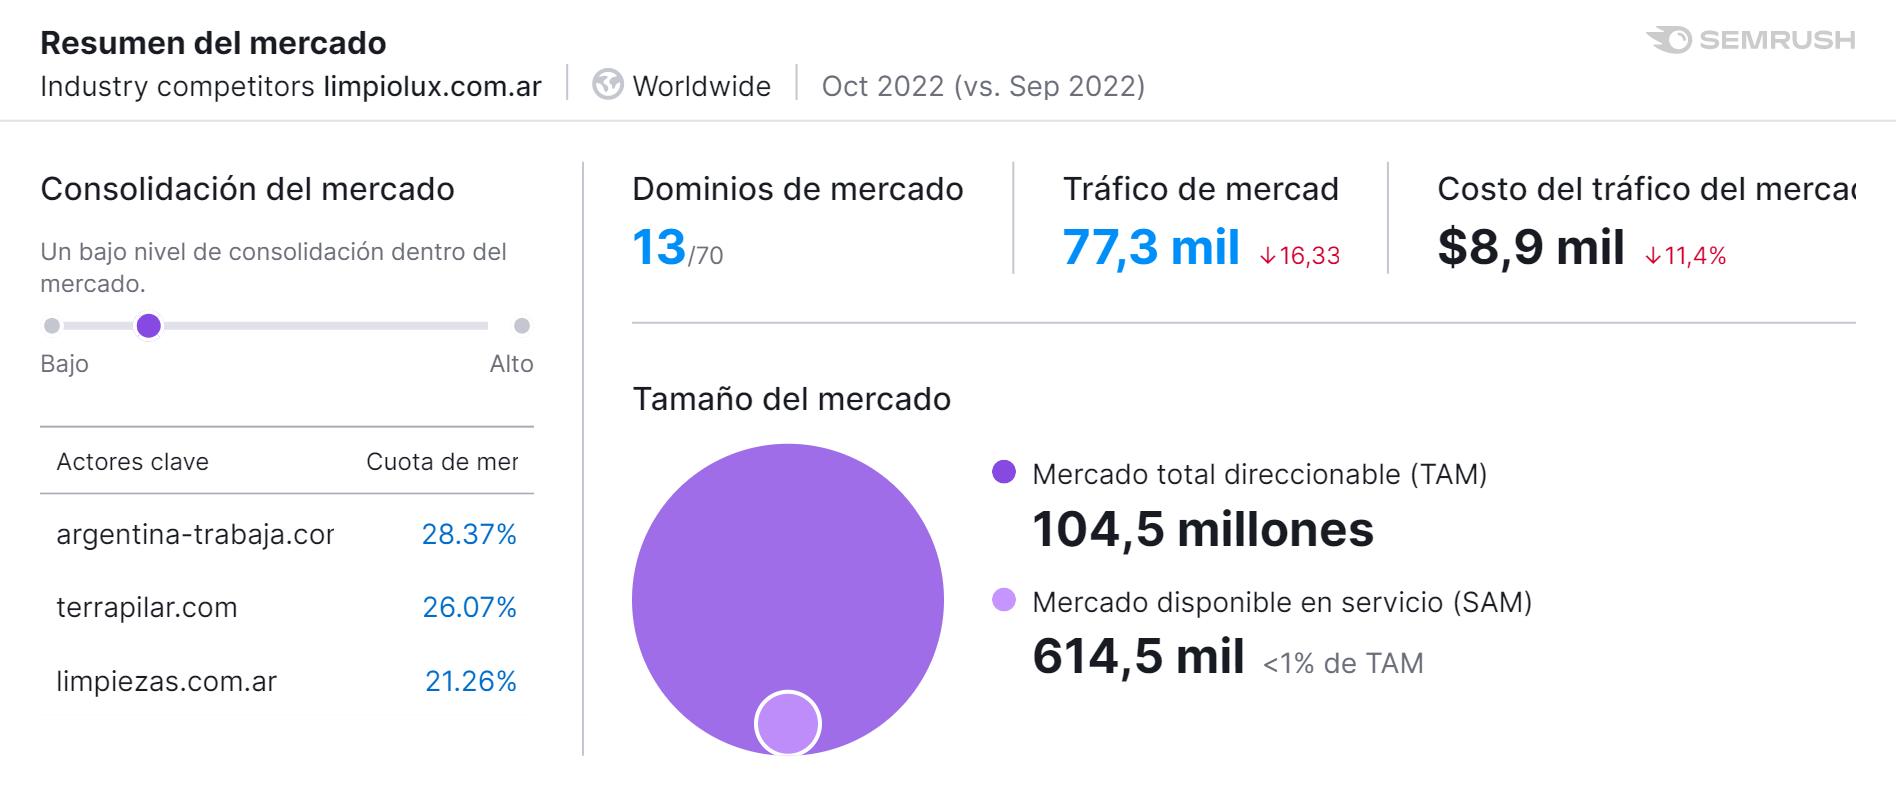 Resumen del mercado
SEMRUSH
Industry competitors limpiolux.com.ar
Worldwide
Oct 2022 (vs. Sep 2022)
Consolidación del mercado
Un bajo nivel de consolidación dentro del
mercado.
Bajo
Alto
Actores clave
Cuota de mer
argentina-trabaja.cor
28.37%
terrapilar.com
26.07%
limpiezas.com.ar
21.26%
Dominios de mercado
13/70
Tráfico de mercad
77,3 mil ↓16,33
Costo del tráfico del merca
$8,9 mil ↓11,4%
Tamaño del mercado
Mercado total direccionable (TAM)
104,5 millones
Mercado disponible en servicio (SAM)
614,5 mil <1% de TAM